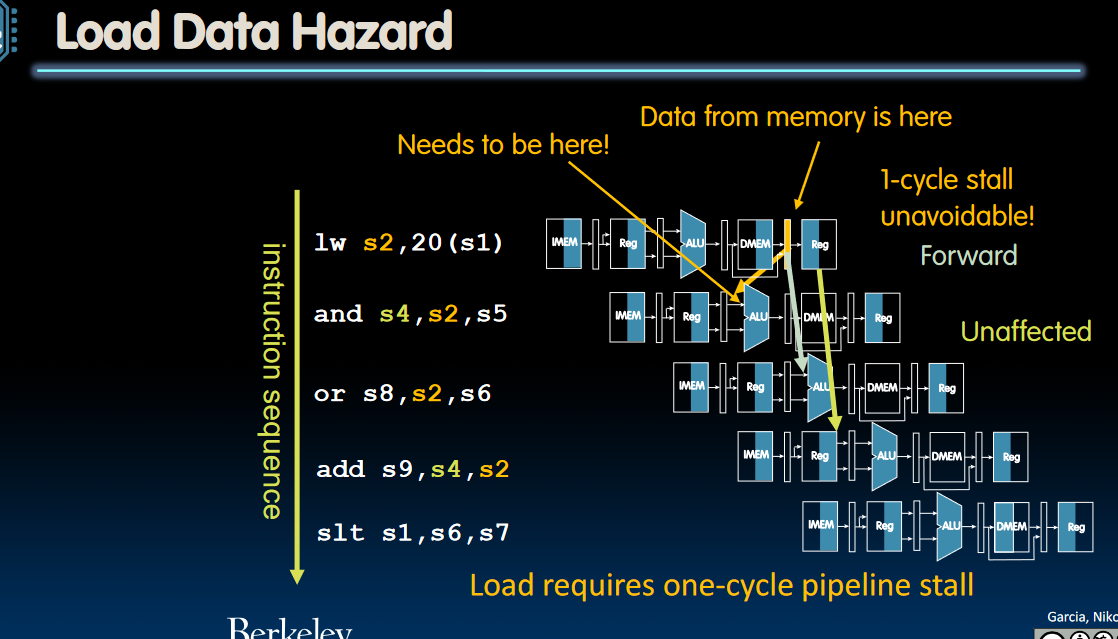 Load Data Hazard
Data from memory is here
Needs to be here!
1-cycle stall
unavoidable!
Forward
Unaffected
instruction sequence
lw s2,20(s1)
IMEM Reg ALU DMEM Reg
and s4,s2,s5
IMEM Reg ALU DMEM Reg
or s8,s2,s6
IMEM Reg ALU DMEM Reg
add s9,s4,s2
IMEM Reg ALU DMEM Reg
slt s1,s6,s7
IMEM Reg ALU DMEM Reg
Load requires one-cycle pipeline stall
Berkeley
Garcia,